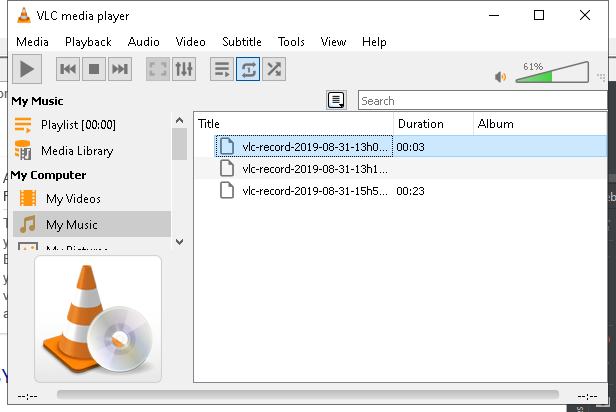 VLC media player
Media Playback Audio Video Subtitle Tools View Help
61%
My Music
Search
Playlist [00:00]
Media Library
My Computer
My Videos
My Music
My Pictures
Title Duration Album
vlc-record-2019-08-31-13h0... 00:03
vlc-record-2019-08-31-13h1...
vlc-record-2019-08-31-15h5... 00:23
--:-- --:--